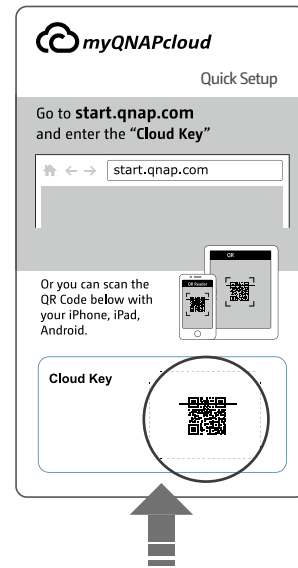 myQNAPcloud
Quick Setup
Go to start.qnap.com
and enter the “Cloud Key”
start.qnap.com
QR
QR Reader
Or you can scan the
QR Code below with
your iPhone, iPad,
Android.
Cloud Key